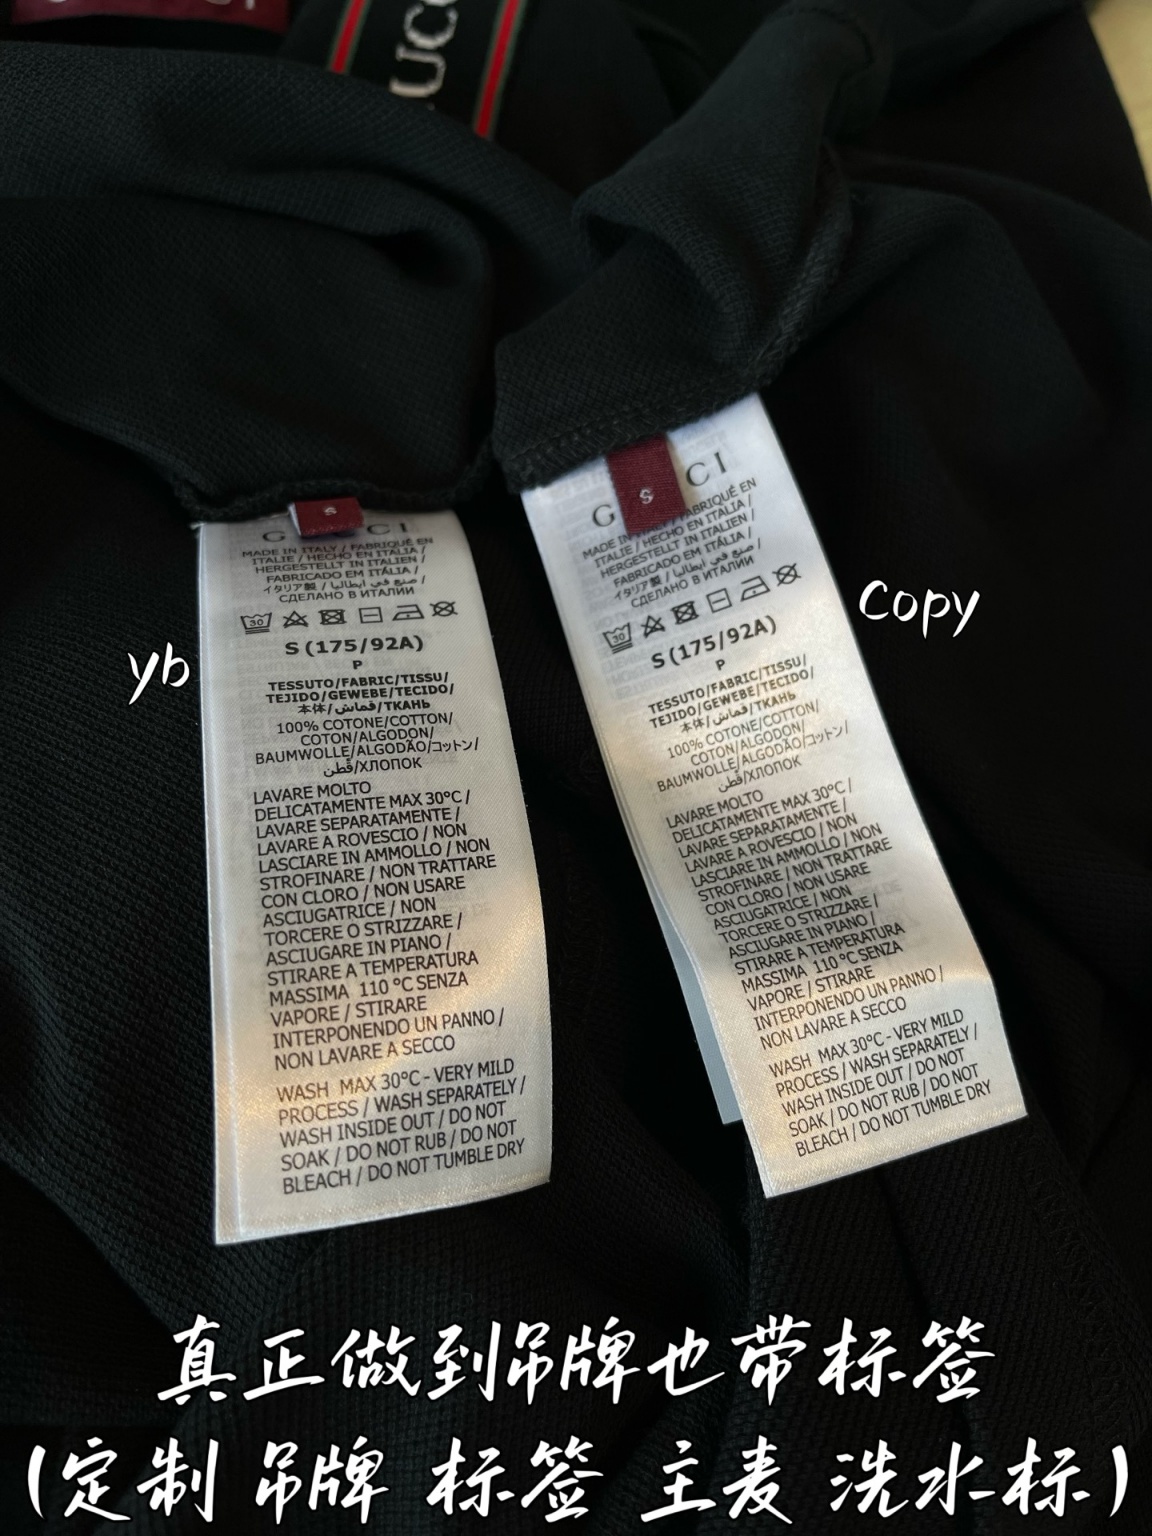 GUCC
S
G CI
MADE IN ITALY / FABRIQUÉ EN
ITALIE / HECHO EN ITALIA /
HERGESTELLT IN ITALIEN /
FABRICADO EM ITÁLIA /
イタリア製 / صنع في ايطاليا /
СДЕЛАНО В ИТАЛИИ
30
S (175/92A)
P
TESSUTO/FABRIC/TISSU/
TEJIDO/GEWEBE/TECIDO/
本体/قماش/ТКАНЬ
100% COTONE/COTTON/
COTON/ALGODON/
BAUMWOLLE/ALGODÃO/コットン/
قطن/ХЛОПОК
LAVARE MOLTO
DELICATAMENTE MAX 30°C /
LAVARE SEPARATAMENTE /
LAVARE A ROVESCIO / NON
LASCIARE IN AMMOLLO / NON
STROFINARE / NON TRATTARE
CON CLORO / NON USARE
ASCIUGATRICE / NON
TORCERE O STRIZZARE /
ASCIUGARE IN PIANO /
STIRARE A TEMPERATURA
MASSIMA 110 °C SENZA
VAPORE / STIRARE
INTERPONENDO UN PANNO /
NON LAVARE A SECCO
WASH MAX 30°C - VERY MILD
PROCESS / WASH SEPARATELY /
WASH INSIDE OUT / DO NOT
SOAK / DO NOT RUB / DO NOT
BLEACH / DO NOT TUMBLE DRY
yb
S
G CI
MADE IN ITALY / FABRIQUÉ EN
ITALIE / HECHO EN ITALIA /
HERGESTELLT IN ITALIEN /
FABRICADO EM ITÁLIA /
イタリア製 / صنع في ايطاليا /
СДЕЛАНО В ИТАЛИИ
30
S (175/92A)
P
TESSUTO/FABRIC/TISSU/
TEJIDO/GEWEBE/TECIDO/
本体/قماش/ТКАНЬ
100% COTONE/COTTON/
COTON/ALGODON/
BAUMWOLLE/ALGODÃO/コットン/
قطن/ХЛОПОК
LAVARE MOLTO
DELICATAMENTE MAX 30°C /
LAVARE SEPARATAMENTE /
LAVARE A ROVESCIO / NON
LASCIARE IN AMMOLLO / NON
STROFINARE / NON TRATTARE
CON CLORO / NON USARE
ASCIUGATRICE / NON
TORCERE O STRIZZARE /
ASCIUGARE IN PIANO /
STIRARE A TEMPERATURA
MASSIMA 110 °C SENZA
VAPORE / STIRARE
INTERPONENDO UN PANNO /
NON LAVARE A SECCO
WASH MAX 30°C - VERY MILD
PROCESS / WASH SEPARATELY /
WASH INSIDE OUT / DO NOT
SOAK / DO NOT RUB / DO NOT
BLEACH / DO NOT TUMBLE DRY
Copy
真正做到吊牌也带标签
(定制 吊牌 标签 主麦 洗水标)